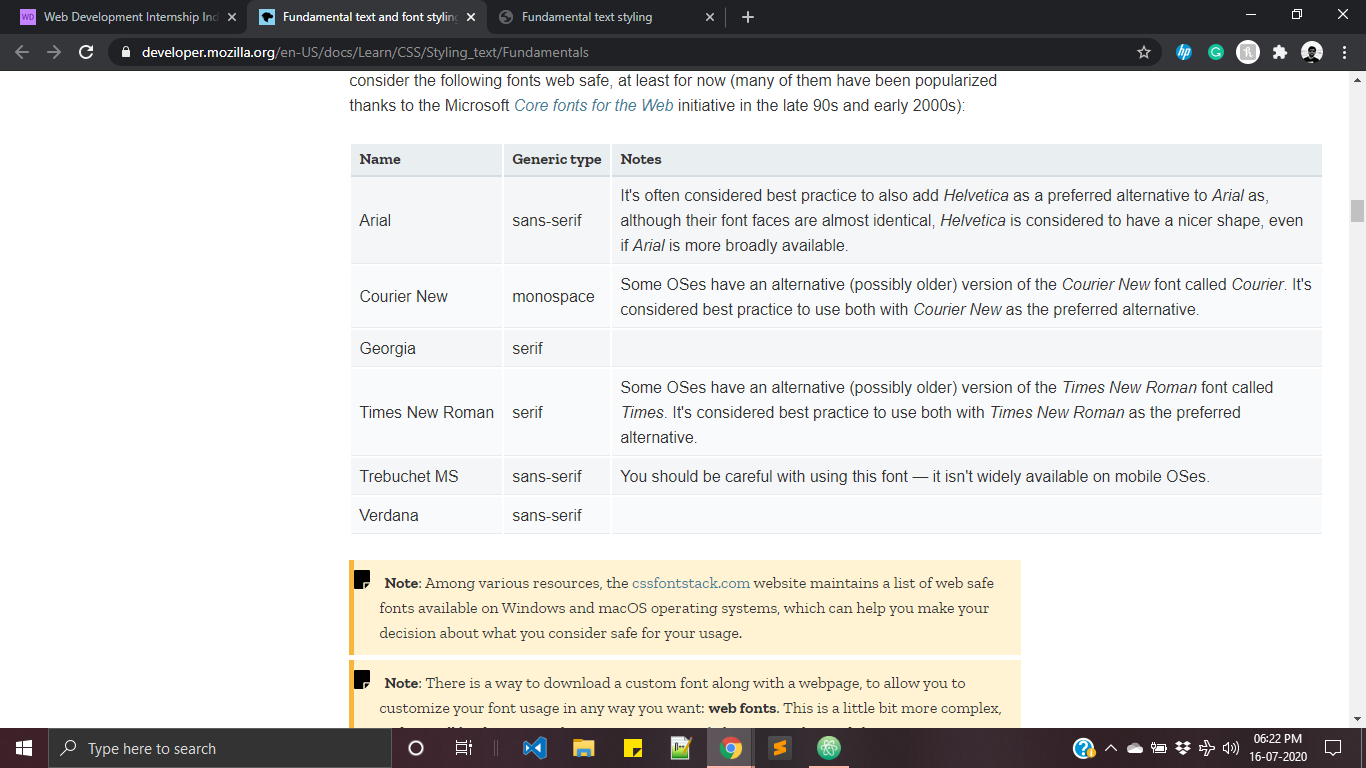 WD Web Development Internship Ind
Fundamental text and font styling
Fundamental text styling
developer.mozilla.org/en-US/docs/Learn/CSS/Styling_text/Fundamentals
consider the following fonts web safe, at least for now (many of them have been popularized
thanks to the Microsoft Core fonts for the Web initiative in the late 90s and early 2000s):
Name Generic type Notes
Arial sans-serif It's often considered best practice to also add Helvetica as a preferred alternative to Arial as,
although their font faces are almost identical, Helvetica is considered to have a nicer shape, even
if Arial is more broadly available.
Courier New monospace Some OSes have an alternative (possibly older) version of the Courier New font called Courier. It's
considered best practice to use both with Courier New as the preferred alternative.
Georgia serif
Times New Roman serif Some OSes have an alternative (possibly older) version of the Times New Roman font called
Times. It's considered best practice to use both with Times New Roman as the preferred
alternative.
Trebuchet MS sans-serif You should be careful with using this font — it isn't widely available on mobile OSes.
Verdana sans-serif
Note: Among various resources, the cssfontstack.com website maintains a list of web safe
fonts available on Windows and macOS operating systems, which can help you make your
decision about what you consider safe for your usage.
Note: There is a way to download a custom font along with a webpage, to allow you to
customize your font usage in any way you want: web fonts. This is a little bit more complex,
Type here to search
06:22 PM
16-07-2020